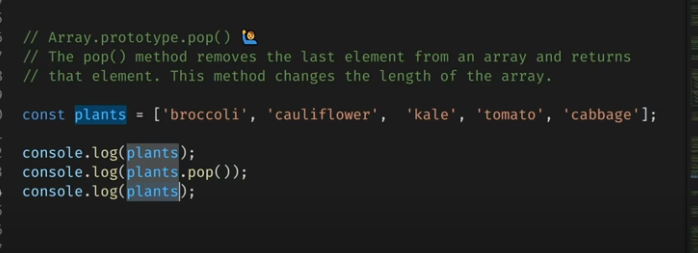 // Array.prototype.pop() 🙋
// The pop() method removes the last element from an array and returns
// that element. This method changes the length of the array.
const plants = ['broccoli', 'cauliflower',  'kale', 'tomato', 'cabbage'];
console.log(plants);
console.log(plants.pop());
console.log(plants);